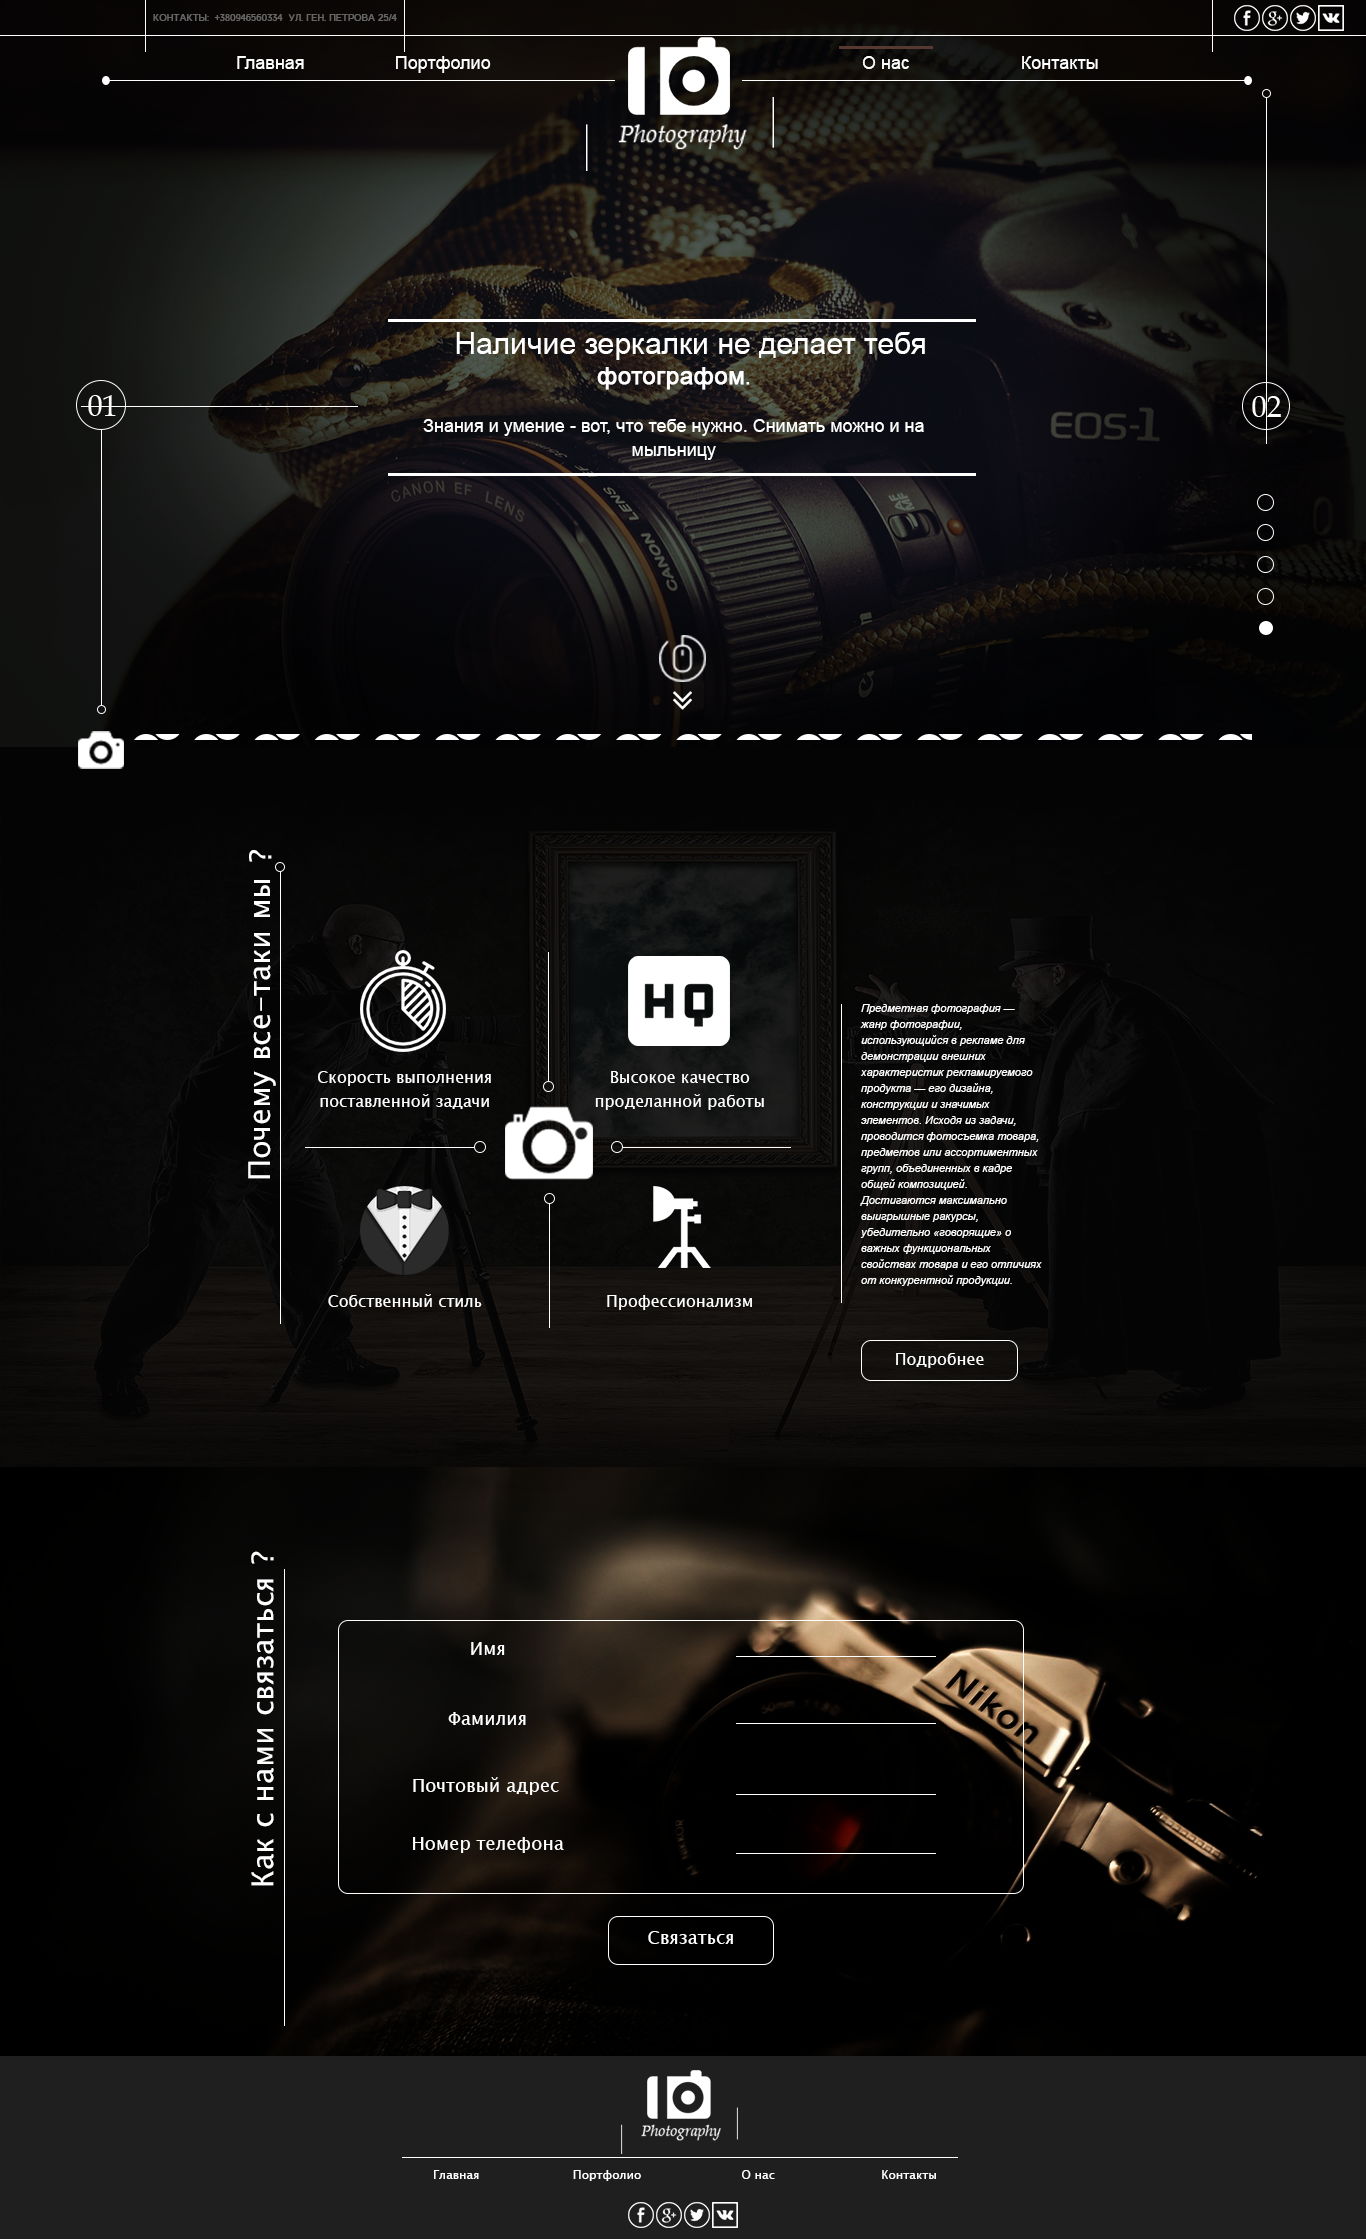 КОНТАКТЫ: +380946560334 УЛ. ГЕН. ПЕТРОВА 25/4
Главная
Портфолио
Photography
О нас
Контакты
Наличие зеркалки не делает тебя
фотографом.
01
02
EOS-1
Знания и умение - вот, что тебе нужно. Снимать можно и на
мыльницу
CANON EF LENS
CANON LENS
AF
MF
Почему все-таки мы ?
HQ
Скорость выполнения
поставленной задачи
Высокое качество
проделанной работы
Собственный стиль
Профессионализм
Предметная фотография —
жанр фотографии,
использующийся в рекламе для
демонстрации внешних
характеристик рекламируемого
продукта — его дизайна,
конструкции и значимых
элементов. Исходя из задачи,
проводится фотосъемка товара,
предметов или ассортиментных
групп, объединенных в кадре
общей композицией.
Достигаются максимально
выигрышные ракурсы,
убедительно «говорящие» о
важных функциональных
свойствах товара и его отличиях
от конкурентной продукции.
Подробнее
Как с нами связаться ?
Имя
Фамилия
Почтовый адрес
Номер телефона
Nikon
Связаться
Photography
Главная
Портфолио
О нас
Контакты